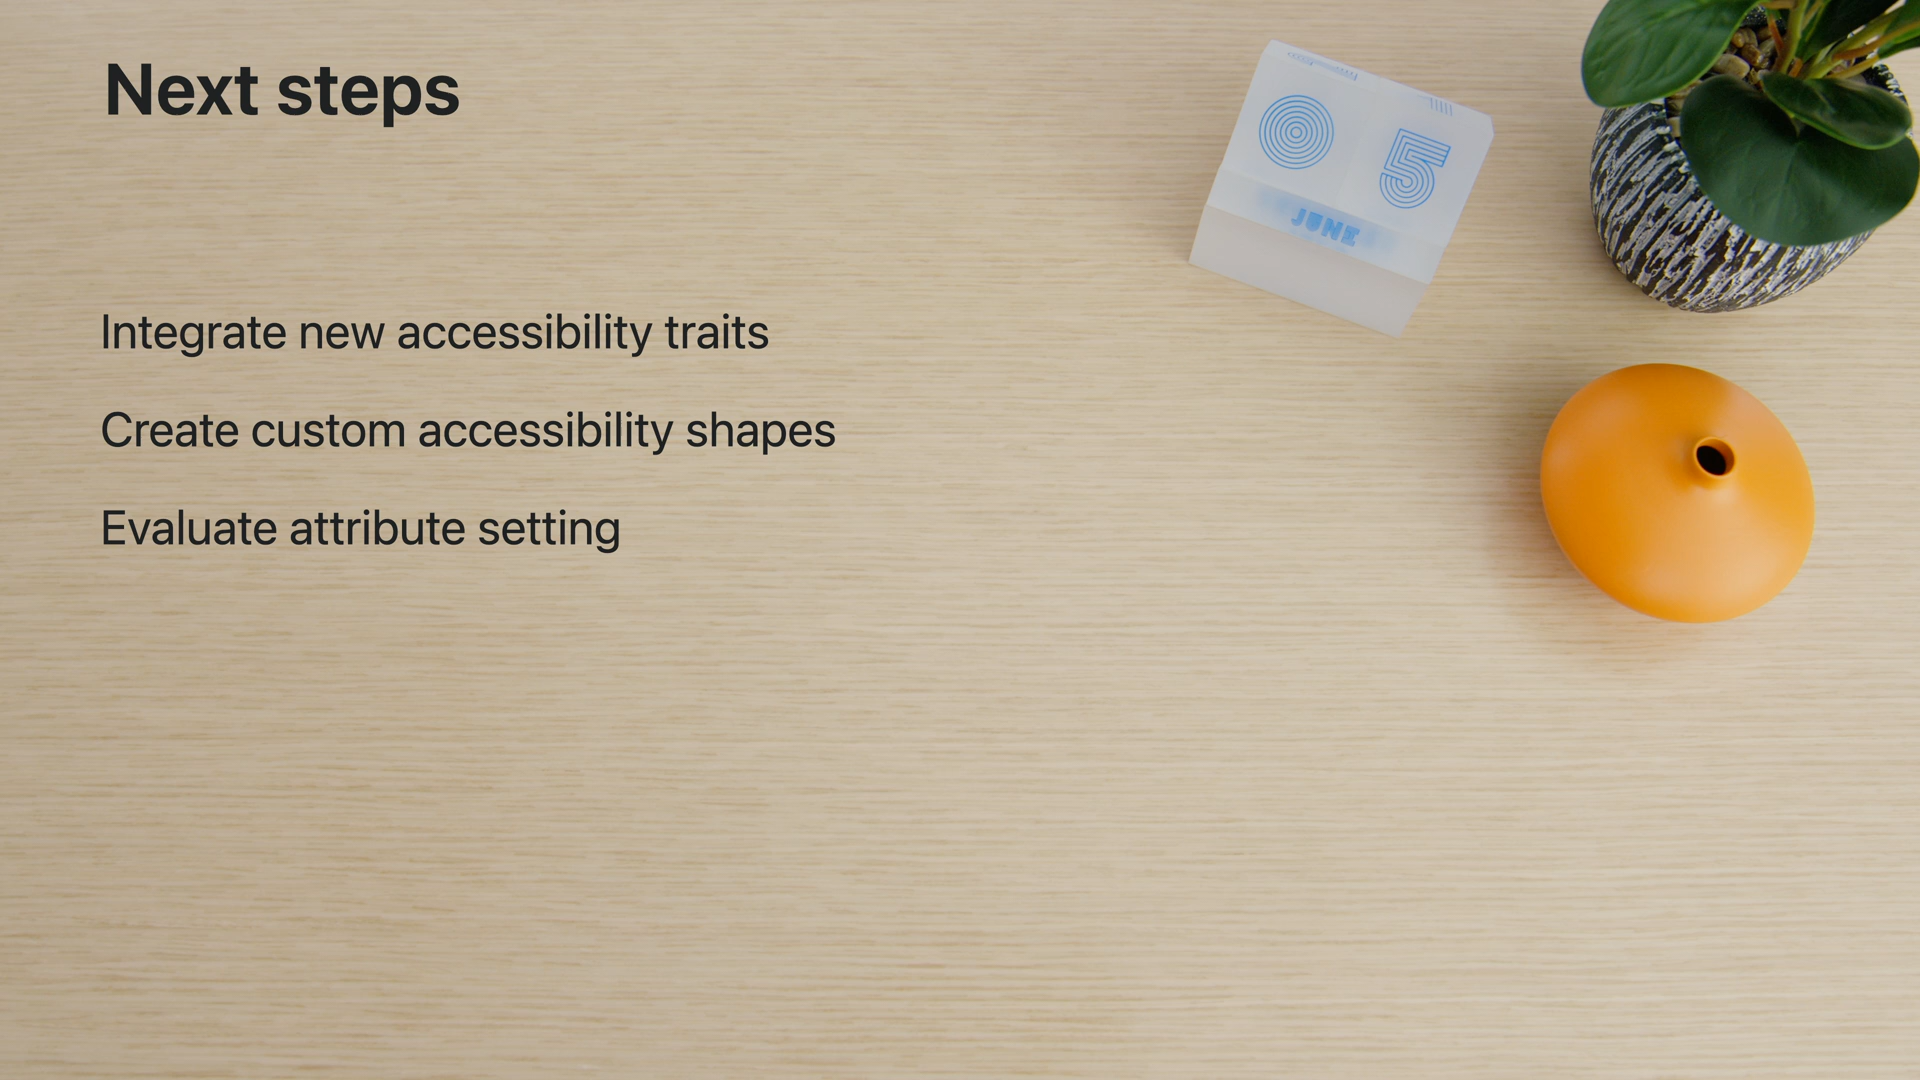 Next steps
05
JUNE
Integrate new accessibility traits
Create custom accessibility shapes
Evaluate attribute setting